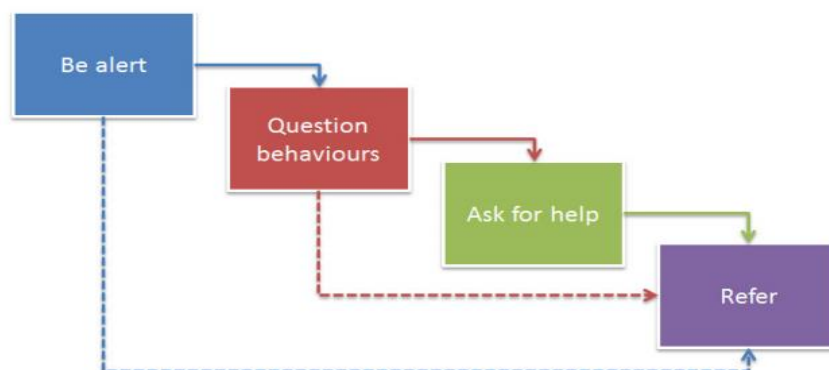 Be alert
Question
behaviours
Ask for help
Refer